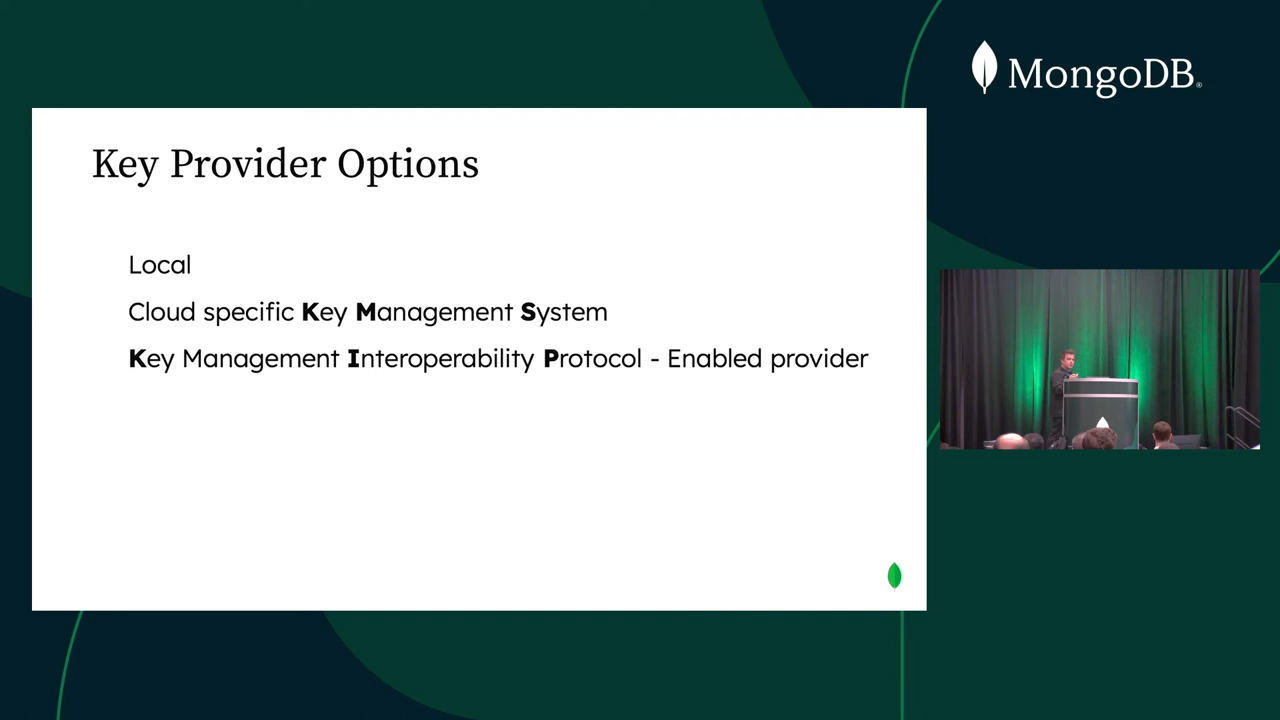 MongoDB®
Key Provider Options
Local
Cloud specific Key Management System
Key Management Interoperability Protocol - Enabled provider